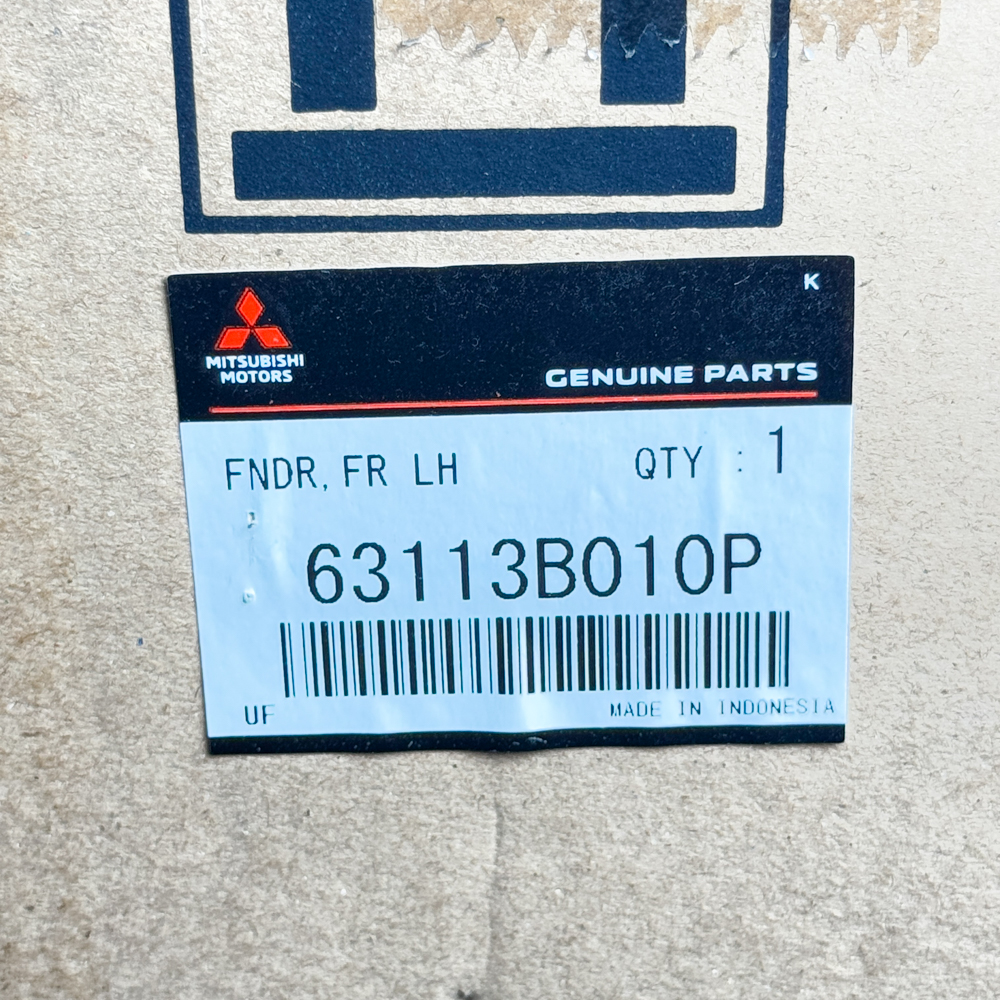 K
MITSUBISHI
MOTORS
GENUINE PARTS
FNDR, FR LH QTY : 1
63113B010P
UF MADE IN INDONESIA